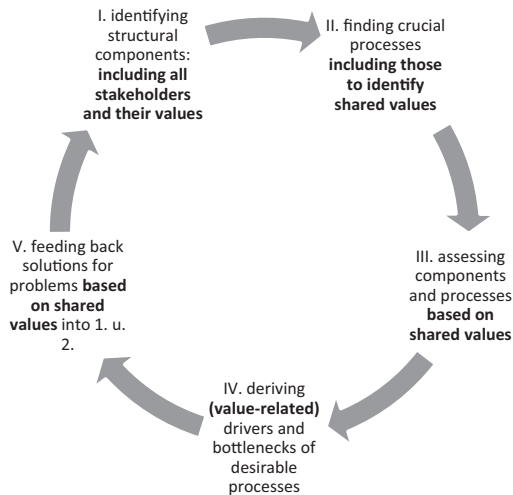 I. identifying
structural
components:
including all
stakeholders
and their values
II. finding crucial
processes
including those
to identify
shared values
III. assessing
components
and processes
based on
shared values
IV. deriving
(value-related)
drivers and
bottlenecks of
desirable
processes
V. feeding back
solutions for
problems based
on shared
values into 1. u.
2.